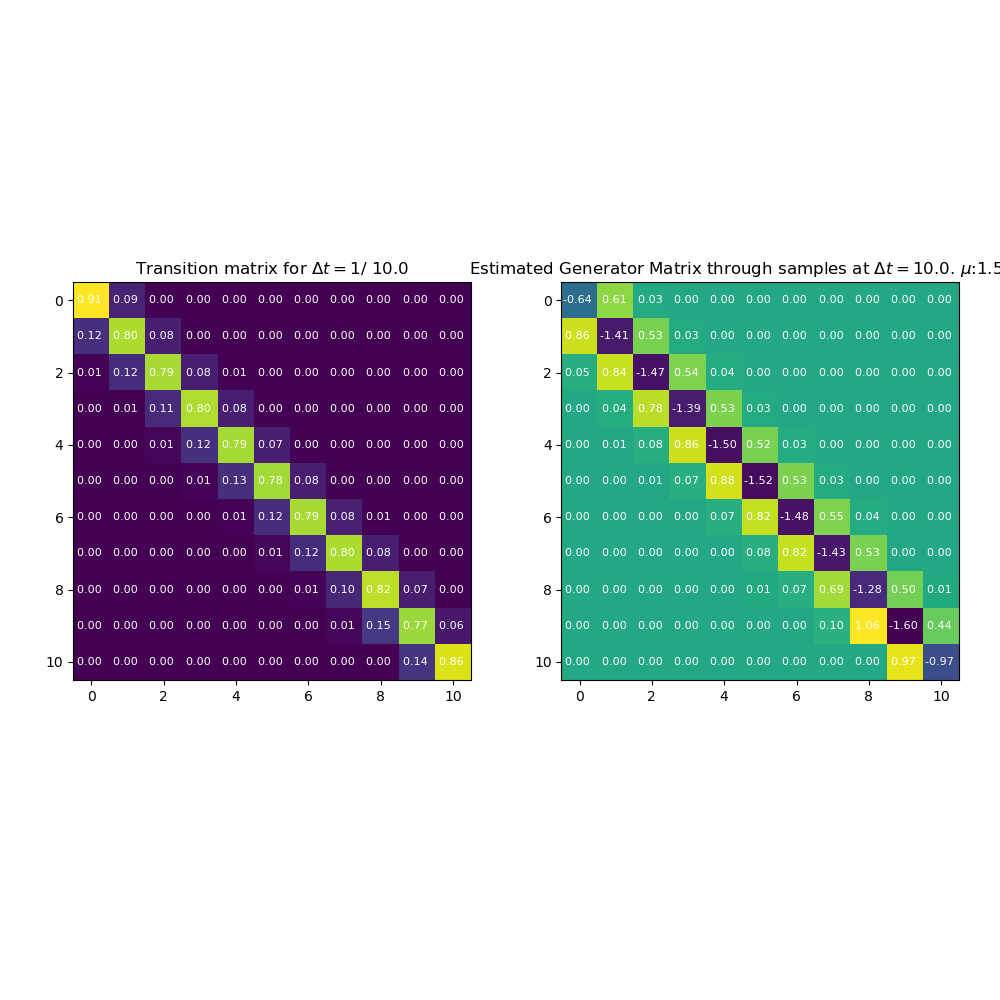 Transition matrix for Δt = 1/ 10.0
0 0.91 0.09 0.00 0.00 0.00 0.00 0.00 0.00 0.00 0.00 0.00
0.12 0.80 0.08 0.00 0.00 0.00 0.00 0.00 0.00 0.00 0.00
2 0.01 0.12 0.79 0.08 0.01 0.00 0.00 0.00 0.00 0.00 0.00
0.00 0.01 0.11 0.80 0.08 0.00 0.00 0.00 0.00 0.00 0.00
4 0.00 0.00 0.01 0.12 0.79 0.07 0.00 0.00 0.00 0.00 0.00
0.00 0.00 0.00 0.01 0.13 0.78 0.08 0.00 0.00 0.00 0.00
6 0.00 0.00 0.00 0.00 0.01 0.12 0.79 0.08 0.01 0.00 0.00
0.00 0.00 0.00 0.00 0.00 0.01 0.12 0.80 0.08 0.00 0.00
8 0.00 0.00 0.00 0.00 0.00 0.00 0.01 0.10 0.82 0.07 0.00
0.00 0.00 0.00 0.00 0.00 0.00 0.00 0.01 0.15 0.77 0.06
10 0.00 0.00 0.00 0.00 0.00 0.00 0.00 0.00 0.00 0.14 0.86
0 2 4 6 8 10
Estimated Generator Matrix through samples at Δt = 10.0. μ:1.5
0 -0.64 0.61 0.03 0.00 0.00 0.00 0.00 0.00 0.00 0.00 0.00
0.86 -1.41 0.53 0.03 0.00 0.00 0.00 0.00 0.00 0.00 0.00
2 0.05 0.84 -1.47 0.54 0.04 0.00 0.00 0.00 0.00 0.00 0.00
0.00 0.04 0.78 -1.39 0.53 0.03 0.00 0.00 0.00 0.00 0.00
4 0.00 0.01 0.08 0.86 -1.50 0.52 0.03 0.00 0.00 0.00 0.00
0.00 0.00 0.01 0.07 0.88 -1.52 0.53 0.03 0.00 0.00 0.00
6 0.00 0.00 0.00 0.00 0.07 0.82 -1.48 0.55 0.04 0.00 0.00
0.00 0.00 0.00 0.00 0.00 0.08 0.82 -1.43 0.53 0.00 0.00
8 0.00 0.00 0.00 0.00 0.00 0.01 0.07 0.69 -1.28 0.50 0.01
0.00 0.00 0.00 0.00 0.00 0.00 0.00 0.10 1.06 -1.60 0.44
10 0.00 0.00 0.00 0.00 0.00 0.00 0.00 0.00 0.00 0.97 -0.97
0 2 4 6 8 10